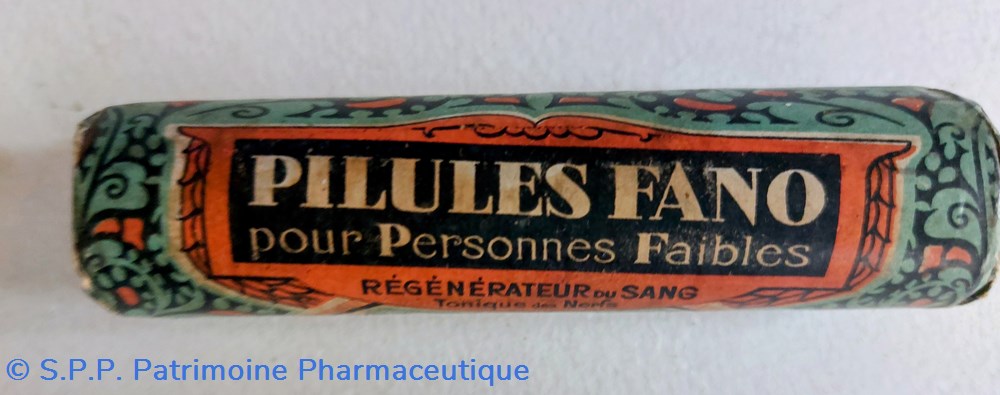 PILULES FANO
pour Personnes Faibles
RÉGÉNÉRATEUR DU SANG
Tonique des Nerfs
© S.P.P. Patrimoine Pharmaceutique